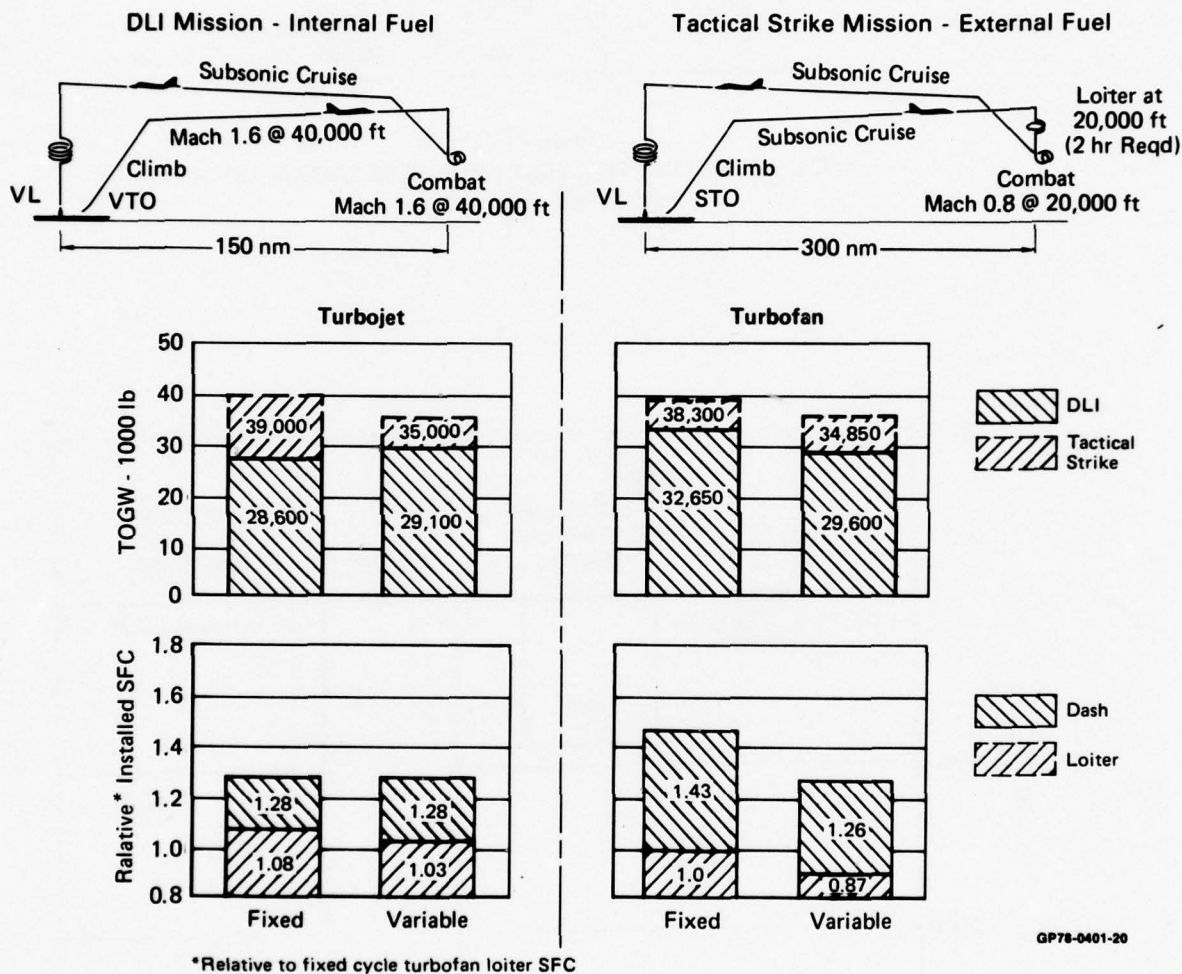 DLI Mission - Internal Fuel
Subsonic Cruise
Mach 1.6 @ 40,000 ft
Climb
VL
VTO
Combat
Mach 1.6 @ 40,000 ft
150 nm
Tactical Strike Mission - External Fuel
Subsonic Cruise
Loiter at
20,000 ft
(2 hr Reqd)
Subsonic Cruise
Climb
VL
STO
Combat
Mach 0.8 @ 20,000 ft
300 nm
Turbojet
TOGW - 1000 lb
50
40
30
20
10
0
39,000
28,600
35,000
29,100
Turbofan
38,300
32,650
34,850
29,600
DLI
Tactical
Strike
Ralative* Installed SFC
1.8
1.6
1.4
1.2
1.0
0.8
1.28
1.08
1.28
1.03
Fixed
Variable
1.43
1.0
1.26
0.87
Fixed
Variable
Dash
Loiter
GP78-0401-20
*Relative to fixed cycle turbofan loiter SFC